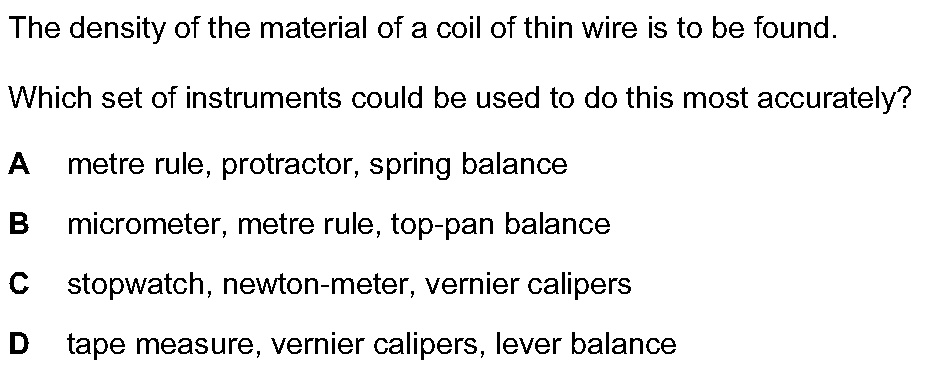 The density of the material of a coil of thin wire is to be found.
Which set of instruments could be used to do this most accurately?
A metre rule, protractor, spring balance
B micrometer, metre rule, top-pan balance
C stopwatch, newton-meter, vernier calipers
D tape measure, vernier calipers, lever balance